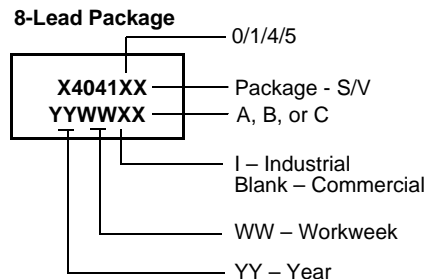 8-Lead Package
0/1/4/5
X4041XX
Package - S/V
YYWWXX
A, B, or C
I – Industrial
Blank – Commercial
WW – Workweek
YY – Year